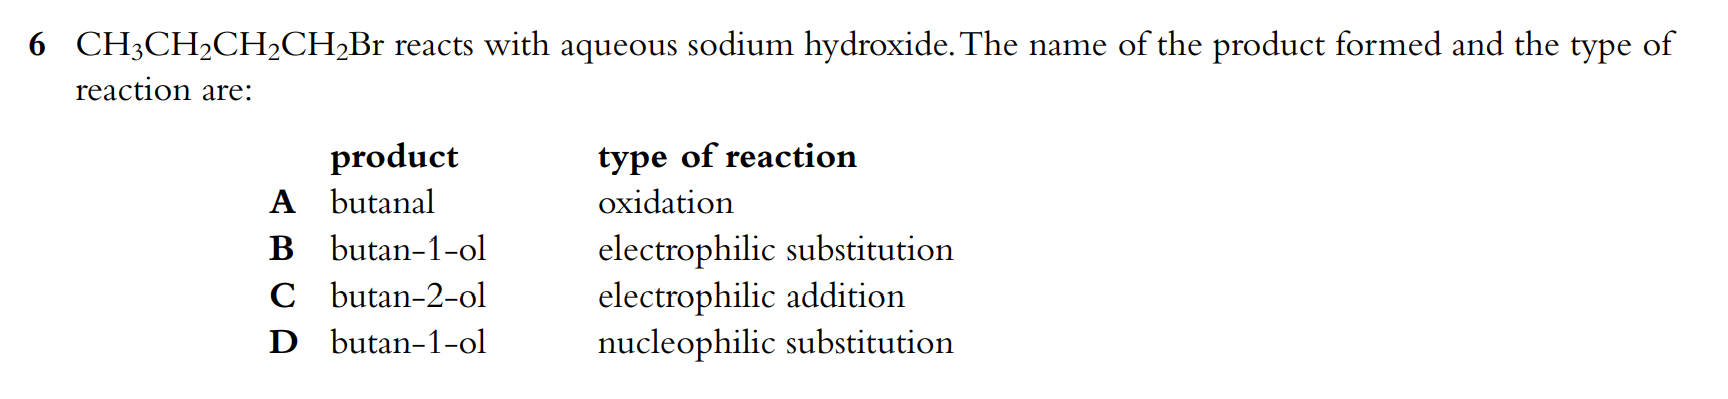 6 CH₃CH₂CH₂CH₂Br reacts with aqueous sodium hydroxide. The name of the product formed and the type of
reaction are:
product type of reaction
A butanal oxidation
B butan-1-ol electrophilic substitution
C butan-2-ol electrophilic addition
D butan-1-ol nucleophilic substitution